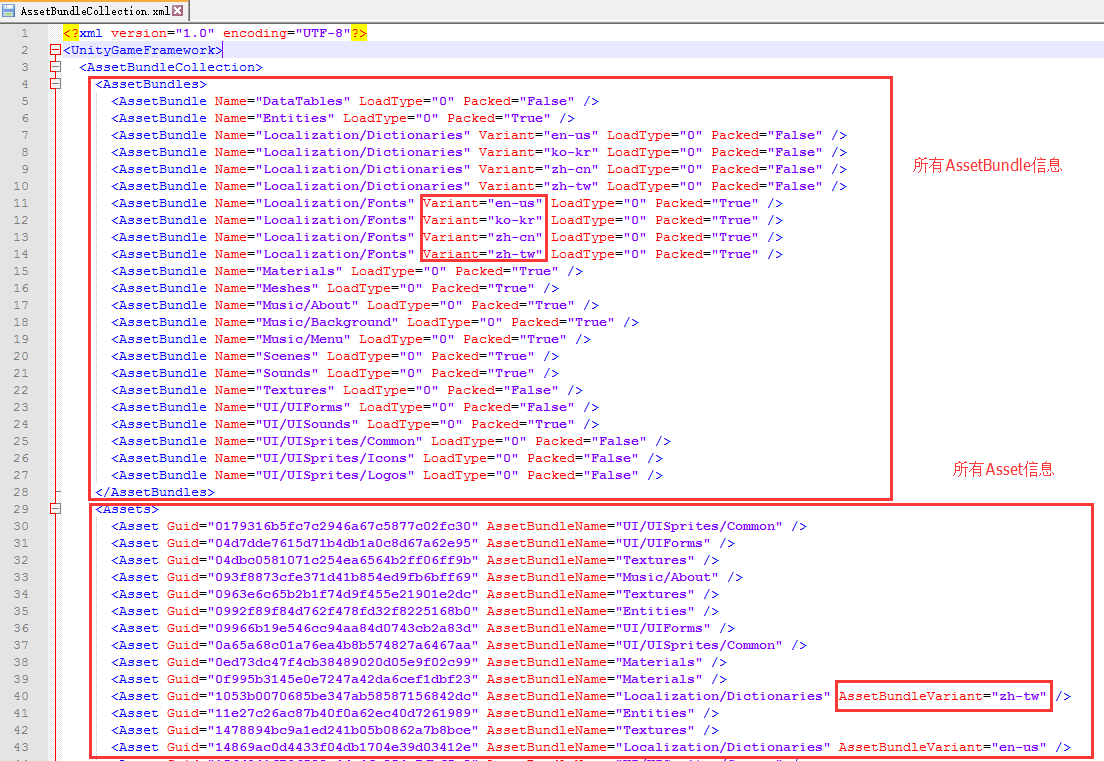 AssetBundleCollection.xml
1 <?xml version="1.0" encoding="UTF-8"?>
2 <UnityGameFramework>
3 <AssetBundleCollection>
4 <AssetBundles>
5 <AssetBundle Name="DataTables" LoadType="0" Packed="False" />
6 <AssetBundle Name="Entities" LoadType="0" Packed="True" />
7 <AssetBundle Name="Localization/Dictionaries" Variant="en-us" LoadType="0" Packed="False" />
8 <AssetBundle Name="Localization/Dictionaries" Variant="ko-kr" LoadType="0" Packed="False" />
9 <AssetBundle Name="Localization/Dictionaries" Variant="zh-cn" LoadType="0" Packed="False" />
10 <AssetBundle Name="Localization/Dictionaries" Variant="zh-tw" LoadType="0" Packed="False" />
所有AssetBundle信息
11 <AssetBundle Name="Localization/Fonts" Variant="en-us" LoadType="0" Packed="True" />
12 <AssetBundle Name="Localization/Fonts" Variant="ko-kr" LoadType="0" Packed="True" />
13 <AssetBundle Name="Localization/Fonts" Variant="zh-cn" LoadType="0" Packed="True" />
14 <AssetBundle Name="Localization/Fonts" Variant="zh-tw" LoadType="0" Packed="True" />
15 <AssetBundle Name="Materials" LoadType="0" Packed="True" />
16 <AssetBundle Name="Meshes" LoadType="0" Packed="True" />
17 <AssetBundle Name="Music/About" LoadType="0" Packed="True" />
18 <AssetBundle Name="Music/Background" LoadType="0" Packed="True" />
19 <AssetBundle Name="Music/Menu" LoadType="0" Packed="True" />
20 <AssetBundle Name="Scenes" LoadType="0" Packed="True" />
21 <AssetBundle Name="Sounds" LoadType="0" Packed="True" />
22 <AssetBundle Name="Textures" LoadType="0" Packed="False" />
23 <AssetBundle Name="UI/UIForms" LoadType="0" Packed="False" />
24 <AssetBundle Name="UI/UISounds" LoadType="0" Packed="True" />
25 <AssetBundle Name="UI/UISprites/Common" LoadType="0" Packed="False" />
26 <AssetBundle Name="UI/UISprites/Icons" LoadType="0" Packed="False" />
27 <AssetBundle Name="UI/UISprites/Logos" LoadType="0" Packed="False" />
所有Asset信息
28 </AssetBundles>
29 <Assets>
30 <Asset Guid="0179316b5fc7c2946a67c5877c02fc30" AssetBundleName="UI/UISprites/Common" />
31 <Asset Guid="04d7dde7615d71b4db1a0c8d67a62e95" AssetBundleName="UI/UIForms" />
32 <Asset Guid="04dbc0581071c254ea6564b2ff06ff9b" AssetBundleName="Textures" />
33 <Asset Guid="093f8873cfe371d41b854ed9fb6bff69" AssetBundleName="Music/About" />
34 <Asset Guid="0963e6c65b2b1f74d9f455e21901e2dc" AssetBundleName="Textures" />
35 <Asset Guid="0992f89f84d762f478fd32f8225168b0" AssetBundleName="Entities" />
36 <Asset Guid="09966b19e546cc94aa84d0743cb2a83d" AssetBundleName="UI/UIForms" />
37 <Asset Guid="0a65a68c01a76ea4b8b574827a6467aa" AssetBundleName="UI/UISprites/Common" />
38 <Asset Guid="0ed73dc47f4cb38489020d05e9f02c99" AssetBundleName="Materials" />
39 <Asset Guid="0f995b3145e0e7247a42da6cef1dbf23" AssetBundleName="Materials" />
40 <Asset Guid="1053b0070685be347ab58587156842dc" AssetBundleName="Localization/Dictionaries" AssetBundleVariant="zh-tw" />
41 <Asset Guid="11e27c26ac87b40f0a62ec40d7261989" AssetBundleName="Entities" />
42 <Asset Guid="1478894bc9a1ed241b05b0862a7b8bce" AssetBundleName="Textures" />
43 <Asset Guid="14869ac0d4433f04db1704e39d03412e" AssetBundleName="Localization/Dictionaries" AssetBundleVariant="en-us" />